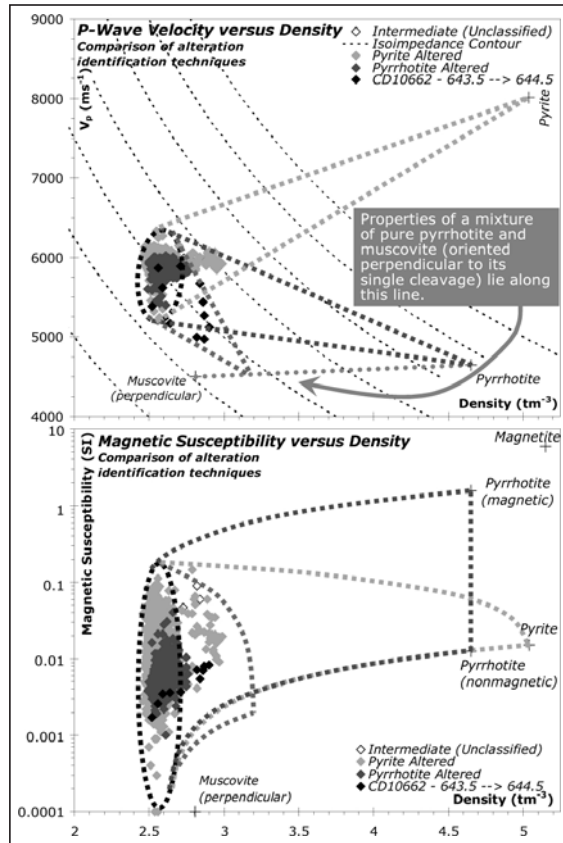 P-Wave Velocity versus Density
Comparison of alteration
identification techniques
Intermediate (Unclassified)
Isoimpedance Contour
Pyrite Altered
Pyrrhotite Altered
CD10662 - 643.5 --> 644.5
9000
8000
7000
6000
5000
4000
Vp (ms-1)
Pyrite
Properties of a mixture
of pure pyrrhotite and
muscovite (oriented
perpendicular to its
single cleavage) lie along
this line.
Muscovite
(perpendicular)
Pyrrhotite
Density (tm-3)
Magnetic Susceptibility versus Density
Comparison of alteration
identification techniques
10
1
0.1
0.01
0.001
0.0001
Magnetic Susceptibility (SI)
Magnetite
Pyrrhotite
(magnetic)
Pyrite
Pyrrhotite
(nonmagnetic)
Intermediate (Unclassified)
Pyrite Altered
Pyrrhotite Altered
CD10662 - 643.5 --> 644.5
Muscovite
(perpendicular)
Density (tm-3)
2 2.5 3 3.5 4 4.5 5